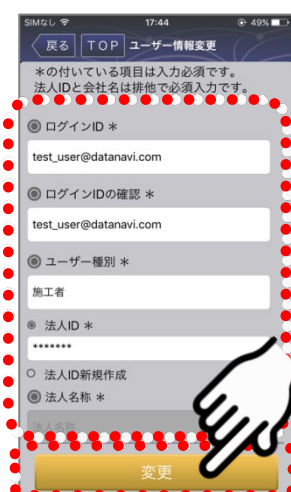 SIMなし 17:44 49%
戻る TOP ユーザー情報変更
＊の付いている項目は入力必須です。
法人IDと会社名は排他で必須入力です。
ログインID ＊
test_user@datanavi.com
ログインIDの確認 ＊
test_user@datanavi.com
ユーザー種別 ＊
施工者
法人ID ＊
*******
法人ID新規作成
法人名称 ＊
法人名称
変更